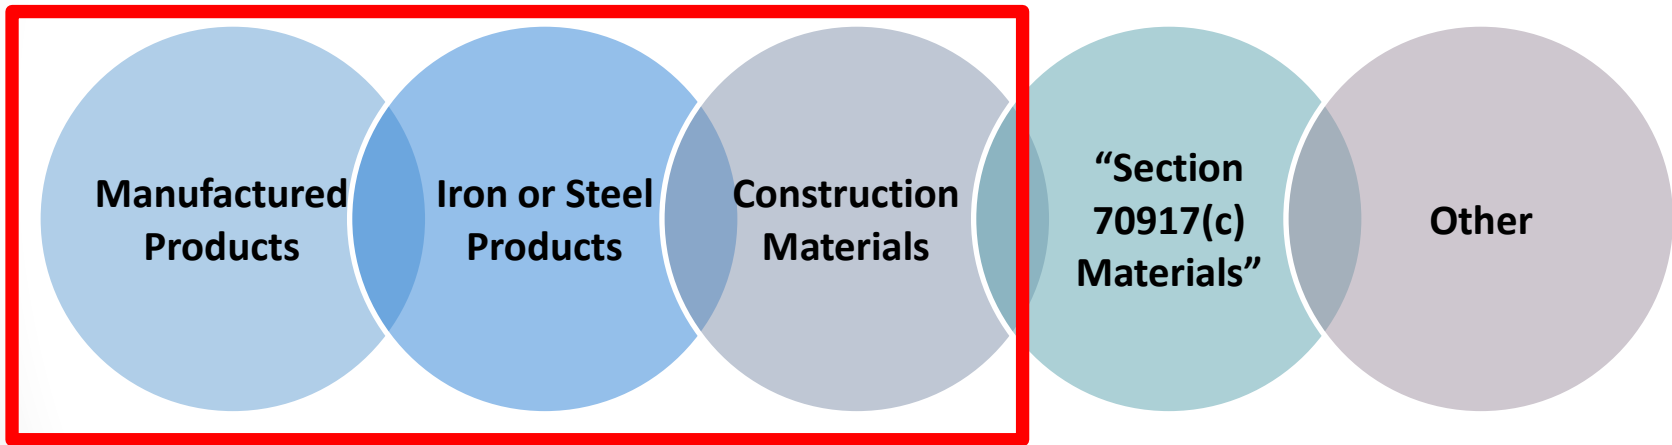 Manufactured
Products
Iron or Steel
Products
Construction
Materials
“Section
70917(c)
Materials”
Other